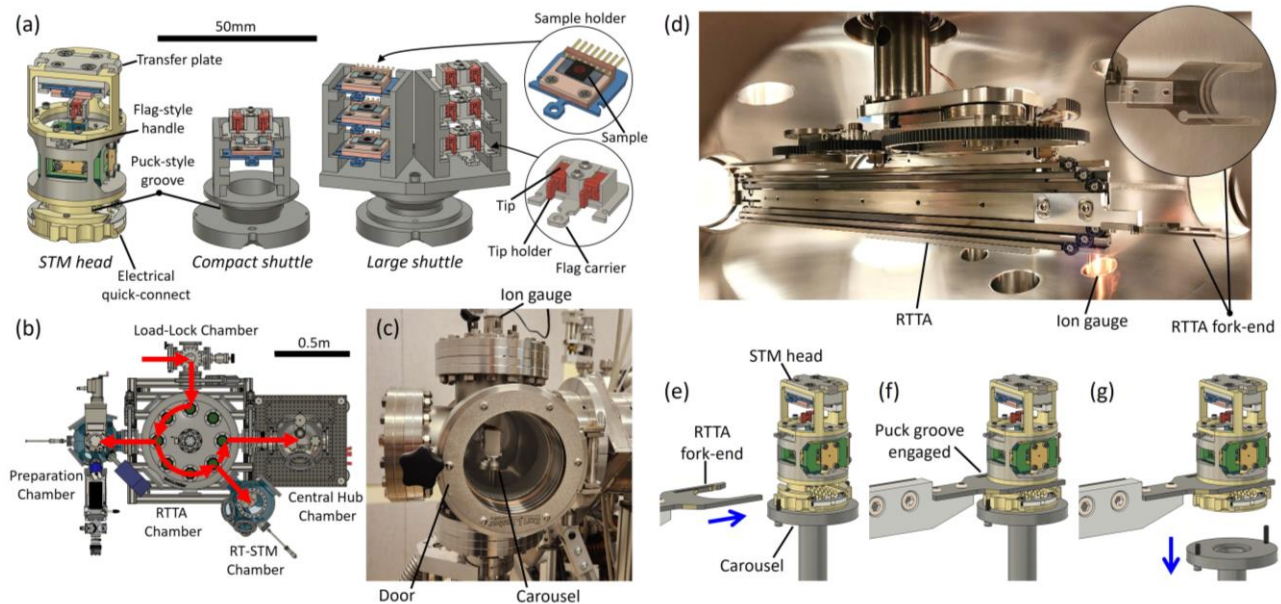 (a)
50mm
Transfer plate
Flag-style
handle
Puck-style
groove
STM head
Compact shuttle
Large shuttle
Electrical
quick-connect
Sample holder
Sample
Tip
Tip holder
Flag carrier
(b)
Load-Lock Chamber
0.5m
Preparation
Chamber
RTTA
Chamber
RT-STM
Chamber
Central Hub
Chamber
(c)
Ion gauge
Door
Carousel
(d)
RTTA
Ion gauge
RTTA fork-end
(e)
STM head
RTTA
fork-end
Carousel
(f)
Puck groove
engaged
(g)